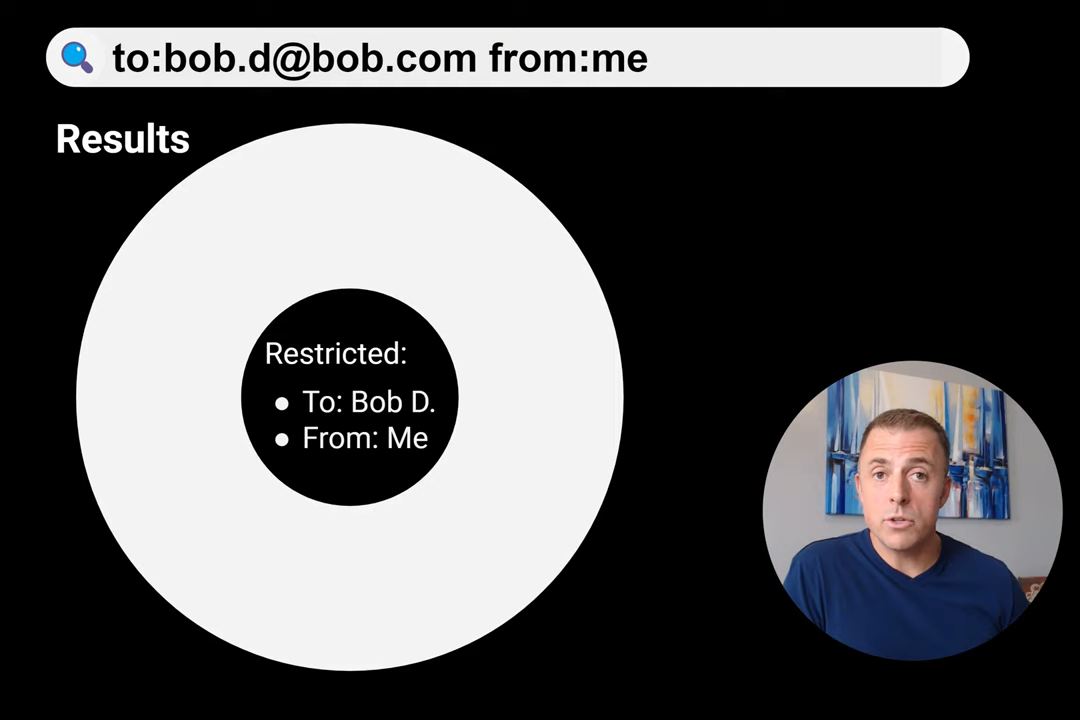 to:bob.d@bob.com from:me
Results
Restricted:
● To: Bob D.
● From: Me